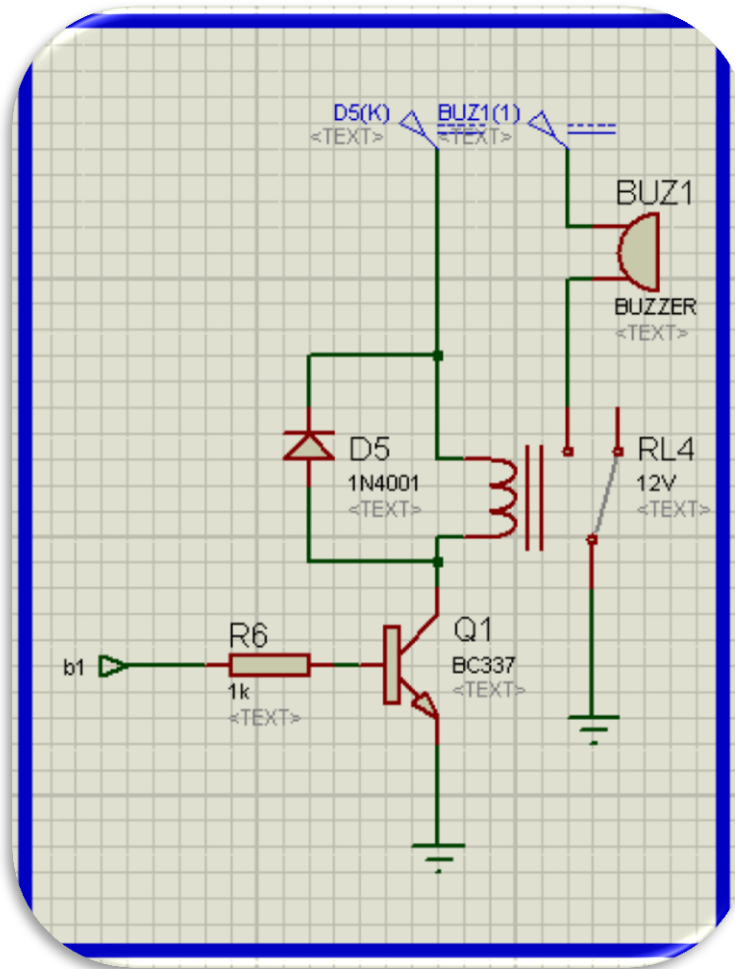 D5(K) BUZ1(1)
<TEXT> <TEXT>
BUZ1
BUZZER
<TEXT>
D5
1N4001
<TEXT>
RL4
12V
<TEXT>
R6
1k
<TEXT>
b1
Q1
BC337
<TEXT>